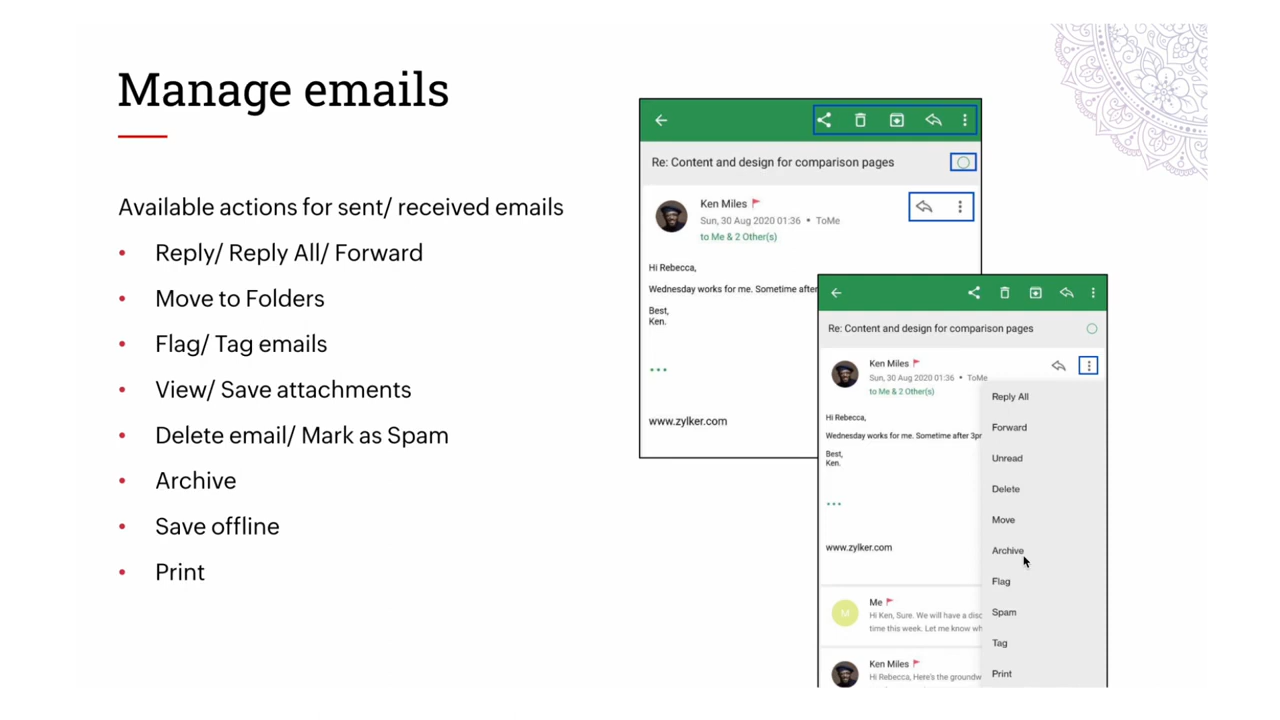 Manage emails
Available actions for sent/ received emails
• Reply/ Reply All/ Forward
• Move to Folders
• Flag/ Tag emails
• View/ Save attachments
• Delete email/ Mark as Spam
• Archive
• Save offline
• Print
Re: Content and design for comparison pages
Ken Miles
Sun, 30 Aug 2020 01:36 • ToMe
to Me & 2 Other(s)
Hi Rebecca,
Wednesday works for me. Sometime after
Best,
Ken.
www.zylker.com
Re: Content and design for comparison pages
Ken Miles
Sun, 30 Aug 2020 01:36 • ToMe
to Me & 2 Other(s)
Hi Rebecca,
Wednesday works for me. Sometime after 3pm
Best,
Ken.
www.zylker.com
M
Me
Hi Ken, Sure. We will have a disc
time this week. Let me know wh
Ken Miles
Hi Rebecca, Here's the groundw
Reply All
Forward
Unread
Delete
Move
Archive
Flag
Spam
Tag
Print